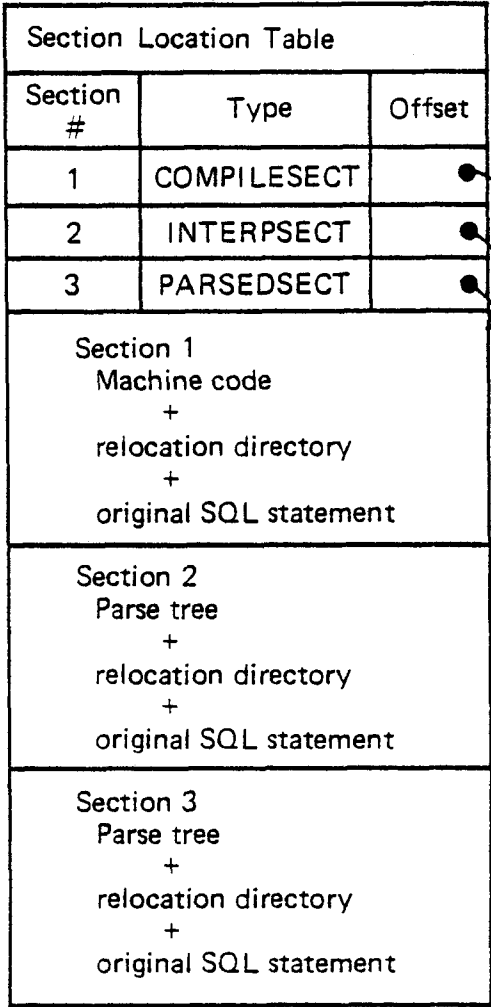 Section Location Table
Section # Type Offset
1 COMPILESECT
2 INTERPSECT
3 PARSEDSECT
Section 1
Machine code
+
relocation directory
+
original SQL statement
Section 2
Parse tree
+
relocation directory
+
original SQL statement
Section 3
Parse tree
+
relocation directory
+
original SQL statement